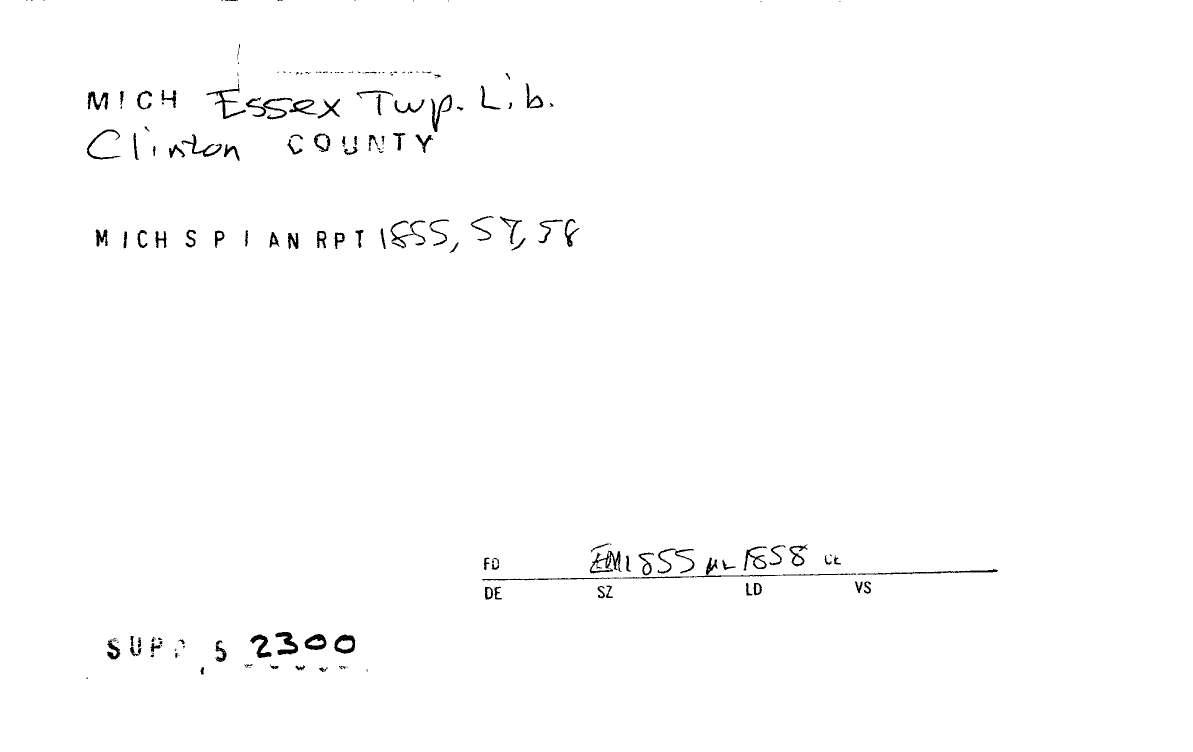 MICH Essex Twp. Lib.
Clinton COUNTY
MICH S P I AN RPT 1855, 57, 58
FD EM 1855 ML 1858 CE
DE SZ LD VS
SUPP S 2300